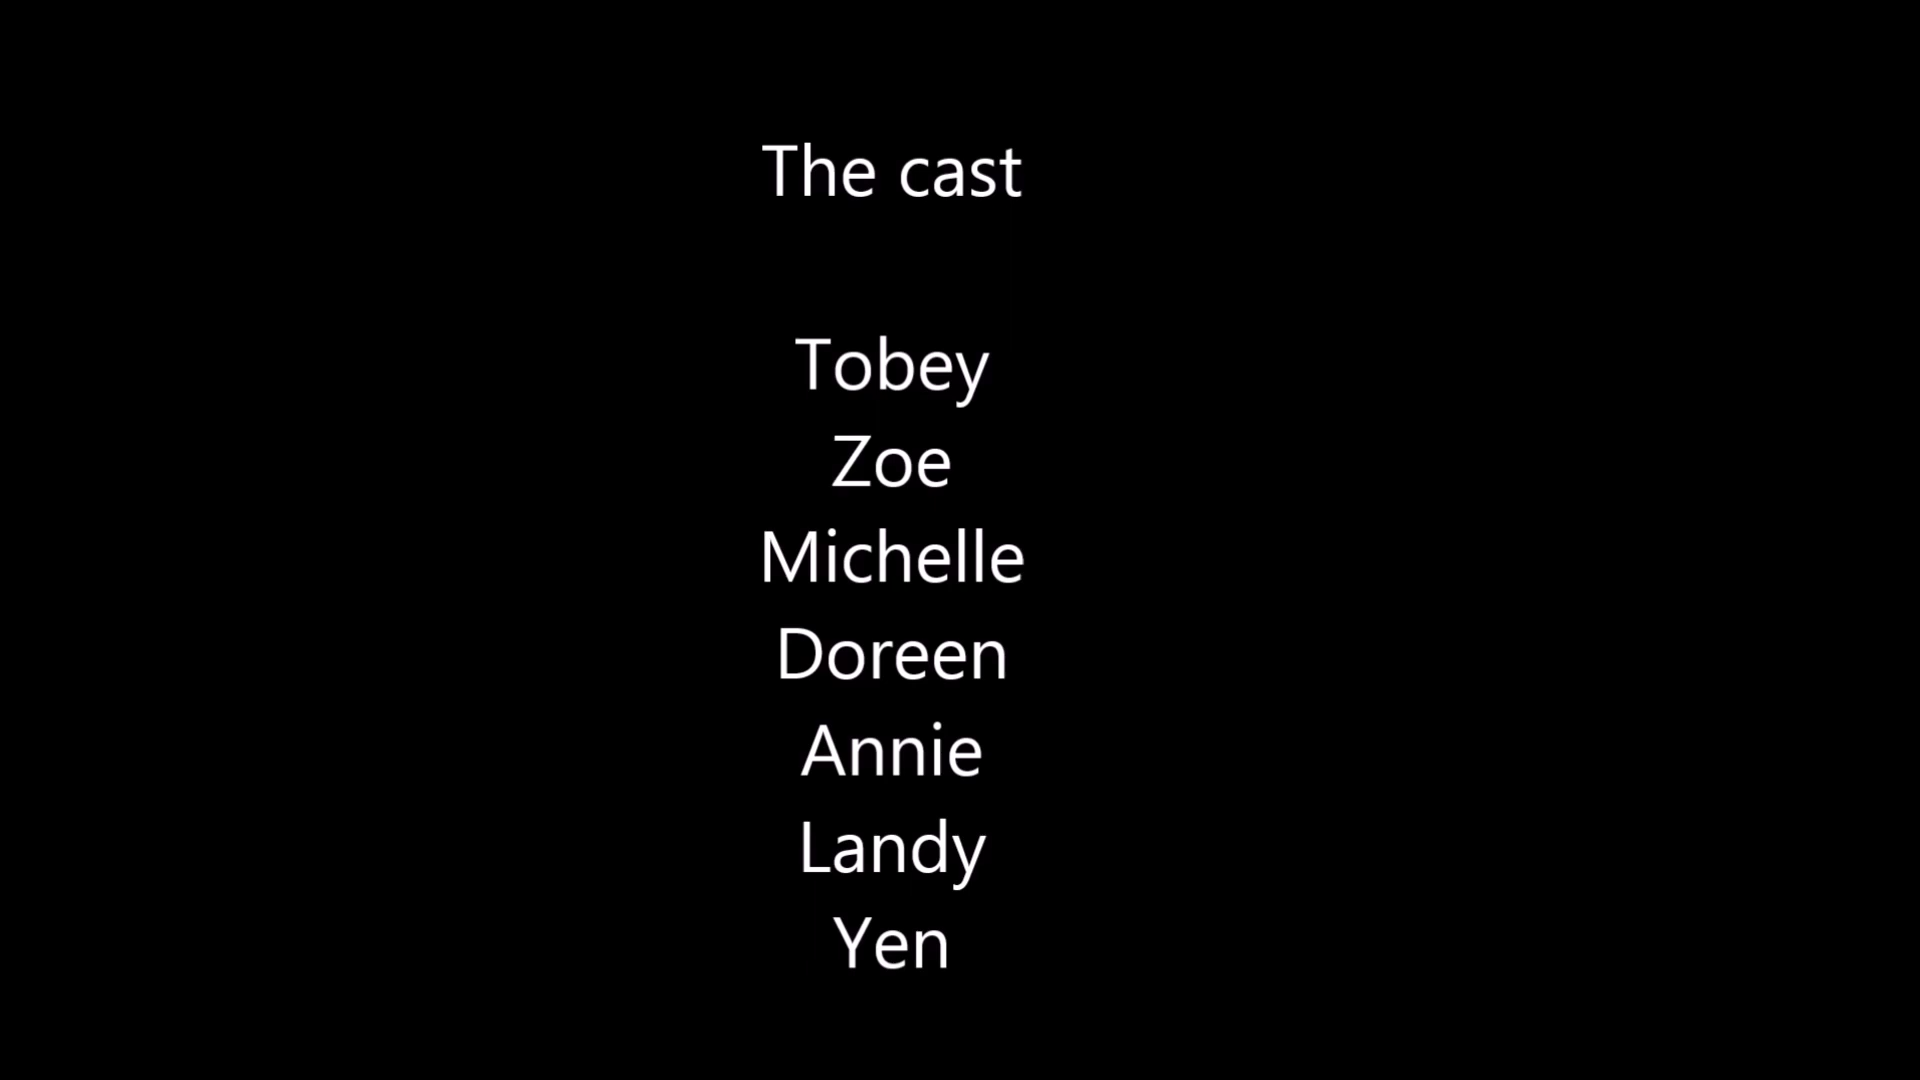 The cast
Tobey
Zoe
Michelle
Doreen
Annie
Landy
Yen